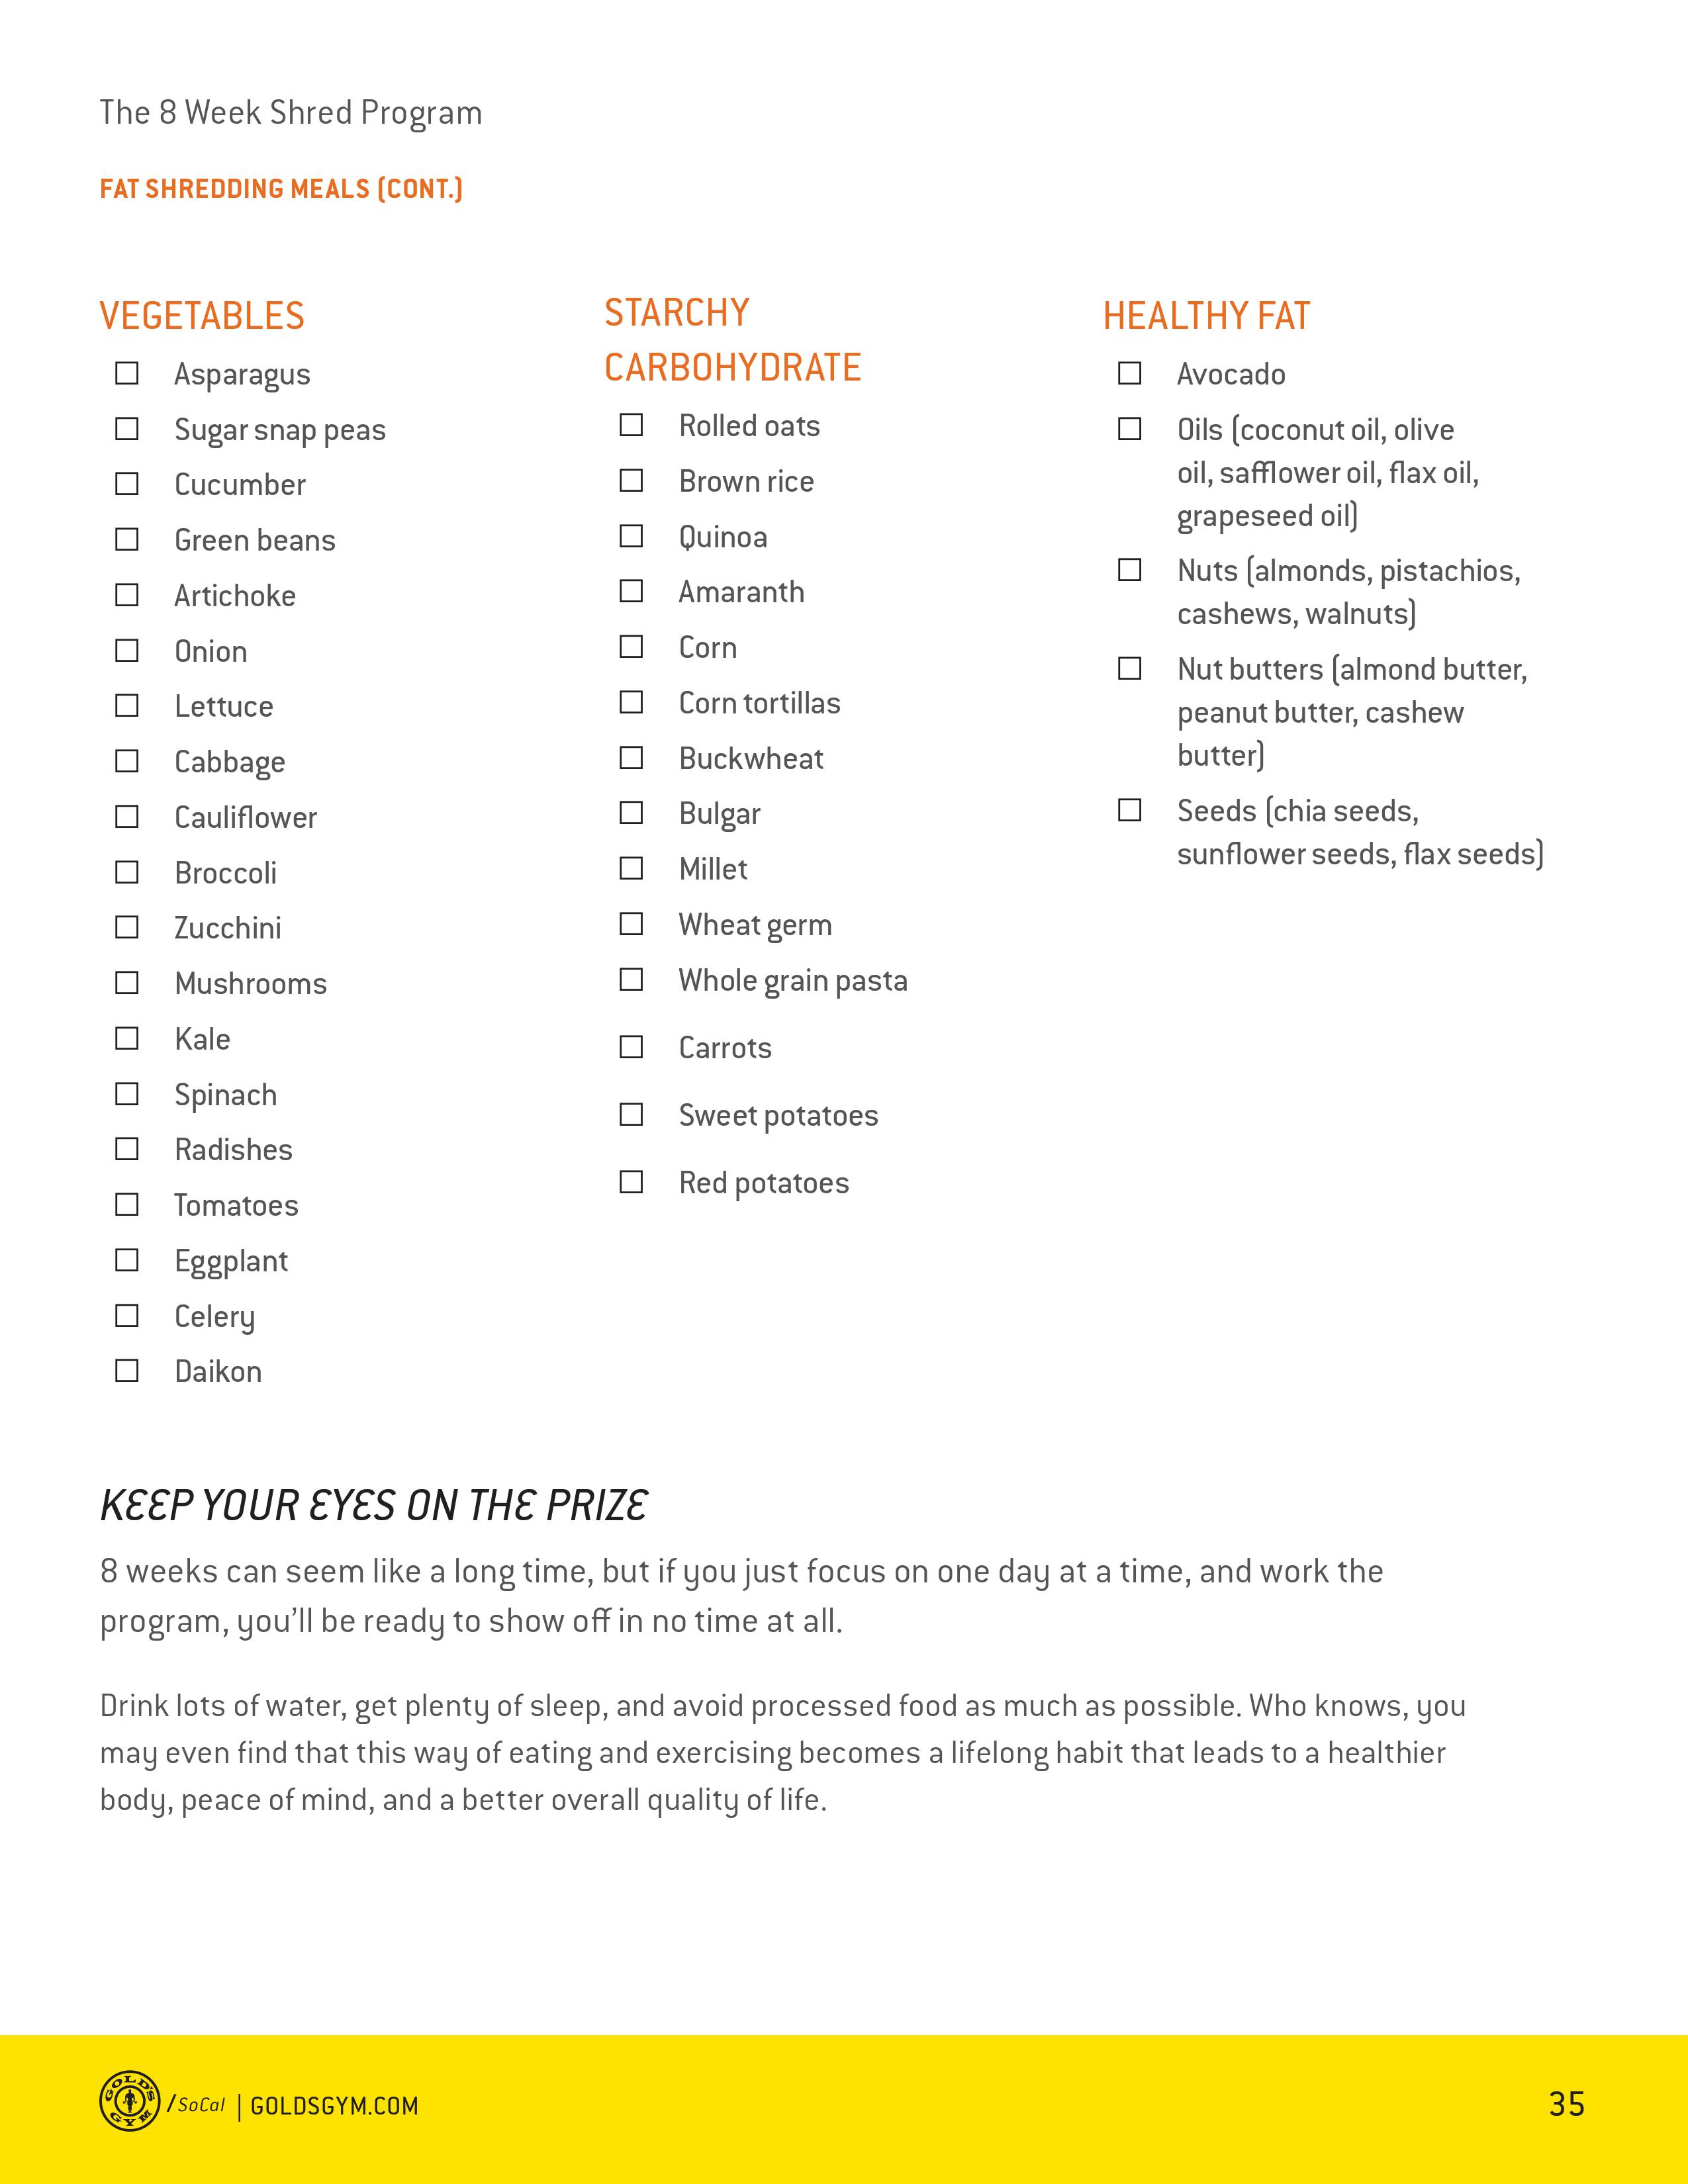 The 8 Week Shred Program
FAT SHREDDING MEALS (CONT.)
VEGETABLES
☐ Asparagus
☐ Sugar snap peas
☐ Cucumber
☐ Green beans
☐ Artichoke
☐ Onion
☐ Lettuce
☐ Cabbage
☐ Cauliflower
☐ Broccoli
☐ Zucchini
☐ Mushrooms
☐ Kale
☐ Spinach
☐ Radishes
☐ Tomatoes
☐ Eggplant
☐ Celery
☐ Daikon
STARCHY
CARBOHYDRATE
☐ Rolled oats
☐ Brown rice
☐ Quinoa
☐ Amaranth
☐ Corn
☐ Corn tortillas
☐ Buckwheat
☐ Bulgar
☐ Millet
☐ Wheat germ
☐ Whole grain pasta
☐ Carrots
☐ Sweet potatoes
☐ Red potatoes
HEALTHY FAT
☐ Avocado
☐ Oils (coconut oil, olive
oil, safflower oil, flax oil,
grapeseed oil)
☐ Nuts (almonds, pistachios,
cashews, walnuts)
☐ Nut butters (almond butter,
peanut butter, cashew
butter)
☐ Seeds (chia seeds,
sunflower seeds, flax seeds)
KEEP YOUR EYES ON THE PRIZE
8 weeks can seem like a long time, but if you just focus on one day at a time, and work the
program, you'll be ready to show off in no time at all.
Drink lots of water, get plenty of sleep, and avoid processed food as much as possible. Who knows, you
may even find that this way of eating and exercising becomes a lifelong habit that leads to a healthier
body, peace of mind, and a better overall quality of life.
GOLD'S GYM /SoCal | GOLDSGYM.COM
35